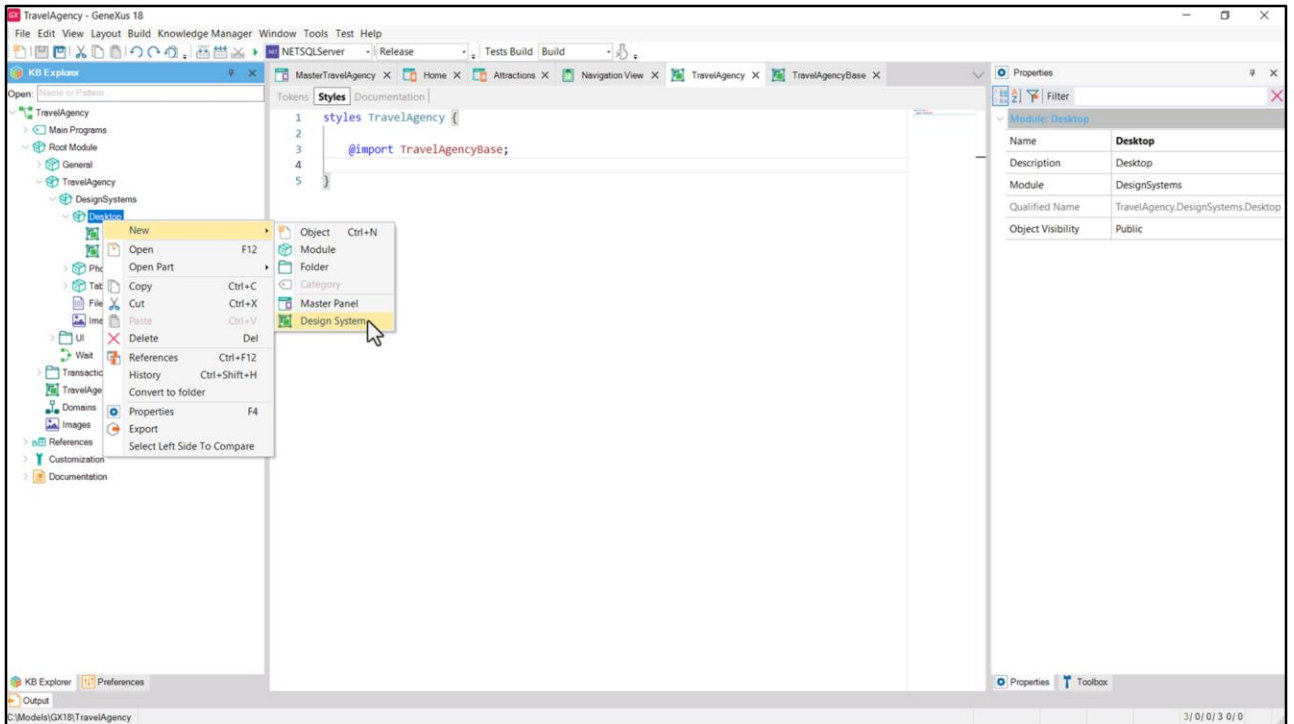 TravelAgency - GeneXus 18
File Edit View Layout Build Knowledge Manager Window Tools Test Help
NETSQLServer Release Tests Build Build
KB Explorer
Open: Name or Pattern...
TravelAgency
Main Programs
Root Module
General
TravelAgency
DesignSystems
Desktop
Pho
Tab
File
Ima
UI
Wait
Transactio
TravelAge
Domains
Images
References
Customization
Documentation
New
Open F12
Open Part
Copy Ctrl+C
Cut Ctrl+X
Paste Ctrl+V
Delete Del
References Ctrl+F12
History Ctrl+Shift+H
Convert to folder
Properties F4
Export
Select Left Side To Compare
Object Ctrl+N
Module
Folder
Category
Master Panel
Design System
MasterTravelAgency Home Attractions Navigation View TravelAgency TravelAgencyBase
Tokens Styles Documentation
1 styles TravelAgency {
2
3 @import TravelAgencyBase;
4
5 }
Properties
Filter
Module: Desktop
Name Desktop
Description Desktop
Module DesignSystems
Qualified Name TravelAgency.DesignSystems.Desktop
Object Visibility Public
KB Explorer Preferences
Properties Toolbox
Output
C:\Models\GX18\TravelAgency
3/ 0/ 0/ 3 0/ 0